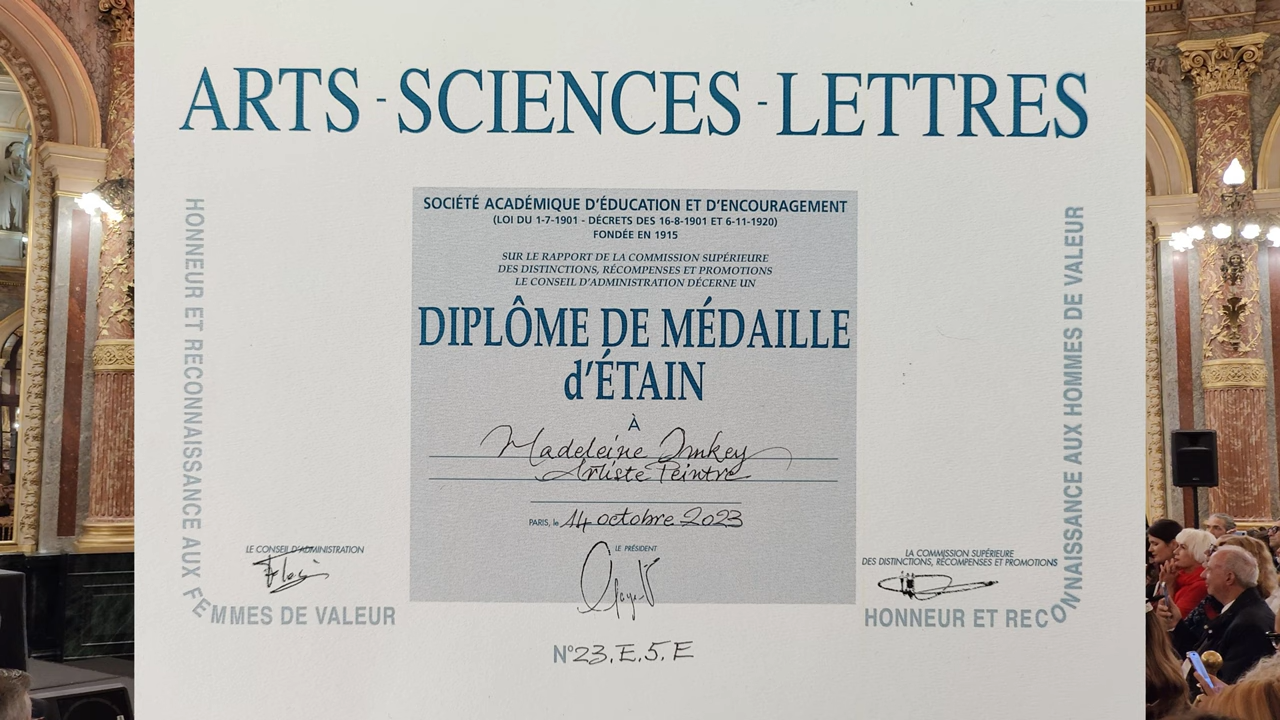 ARTS - SCIENCES - LETTRES
SOCIÉTÉ ACADÉMIQUE D'ÉDUCATION ET D'ENCOURAGEMENT
(LOI DU 1-7-1901 - DÉCRETS DES 16-8-1901 ET 6-11-1920)
FONDÉE EN 1915
SUR LE RAPPORT DE LA COMMISSION SUPÉRIEURE
DES DISTINCTIONS, RÉCOMPENSES ET PROMOTIONS
LE CONSEIL D'ADMINISTRATION DÉCERNE UN
DIPLÔME DE MÉDAILLE
d'ÉTAIN
À
Madeleine
Artiste Peintre
PARIS, le 14 octobre 2023
LE CONSEIL D'ADMINISTRATION
LE PRÉSIDENT
LA COMMISSION SUPÉRIEURE
DES DISTINCTIONS, RÉCOMPENSES ET PROMOTIONS
HONNEUR ET RECONNAISSANCE AUX FEMMES DE VALEUR
HONNEUR ET RECONNAISSANCE AUX HOMMES DE VALEUR
N° 23.E.5.E